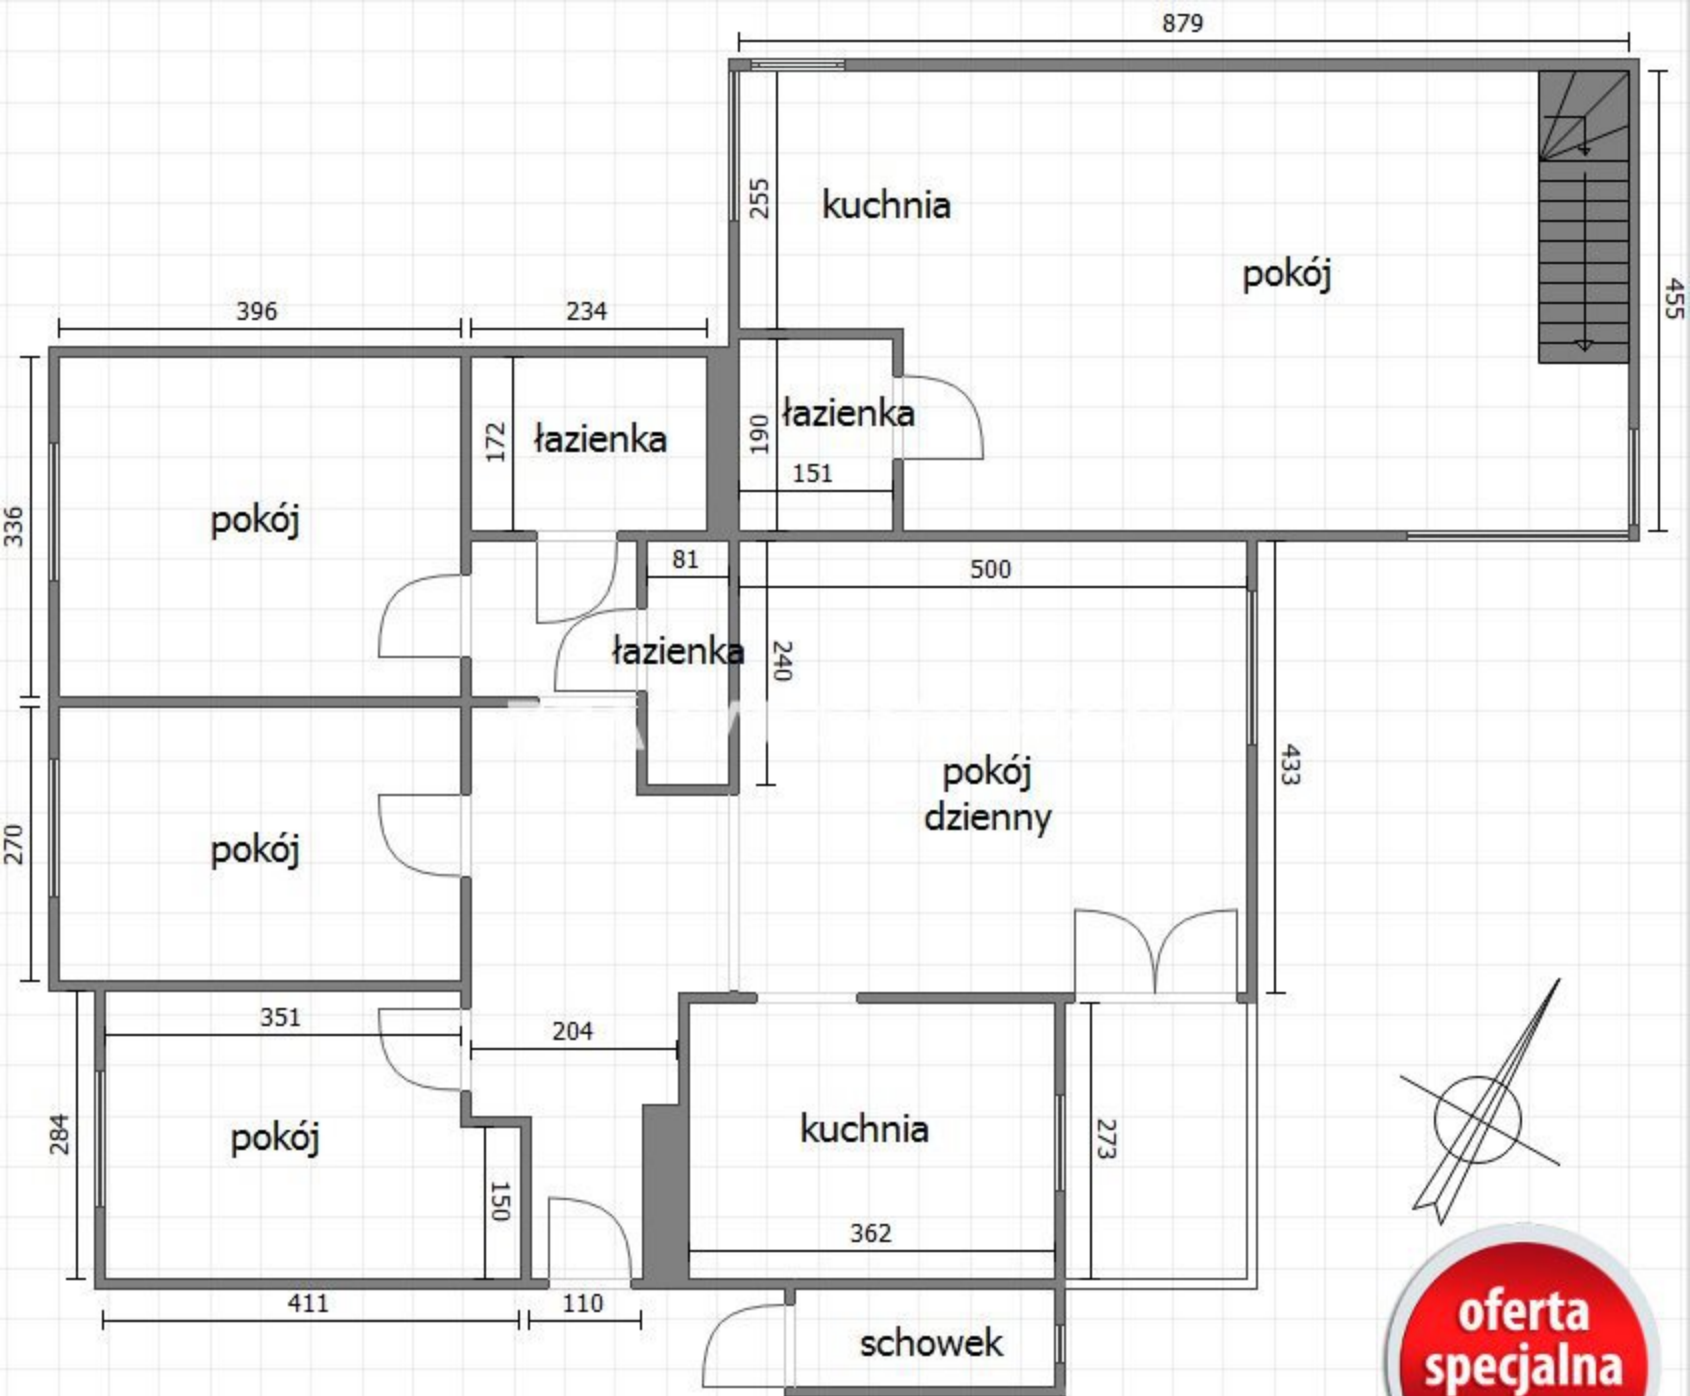 879
255
kuchnia
pokój
455
396
234
172
łazienka
190
łazienka
151
336
pokój
81
500
łazienka
240
pokój
dzienny
433
270
pokój
351
204
284
pokój
150
kuchnia
273
362
411
110
schowek
oferta
specjalna